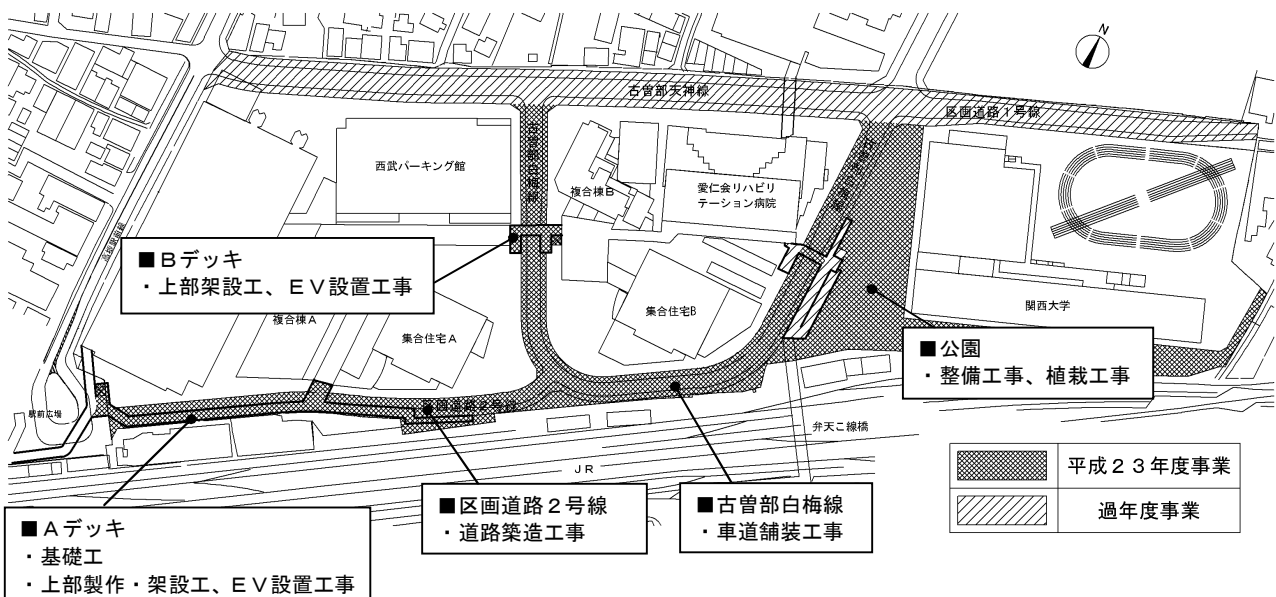 N
古曽部天神線
区画道路1号線
古曽部白梅線
西武パーキング館
複合棟B
愛仁会リハビリ
テーション病院
■Bデッキ
・上部架設工、EV設置工事
複合棟A
集合住宅A
集合住宅B
関西大学
■公園
・整備工事、植栽工事
駅前広場
区画道路2号線
弁天こ線橋
JR
■Aデッキ
・基礎工
・上部製作・架設工、EV設置工事
■区画道路2号線
・道路築造工事
■古曽部白梅線
・車道舗装工事
平成23年度事業
過年度事業